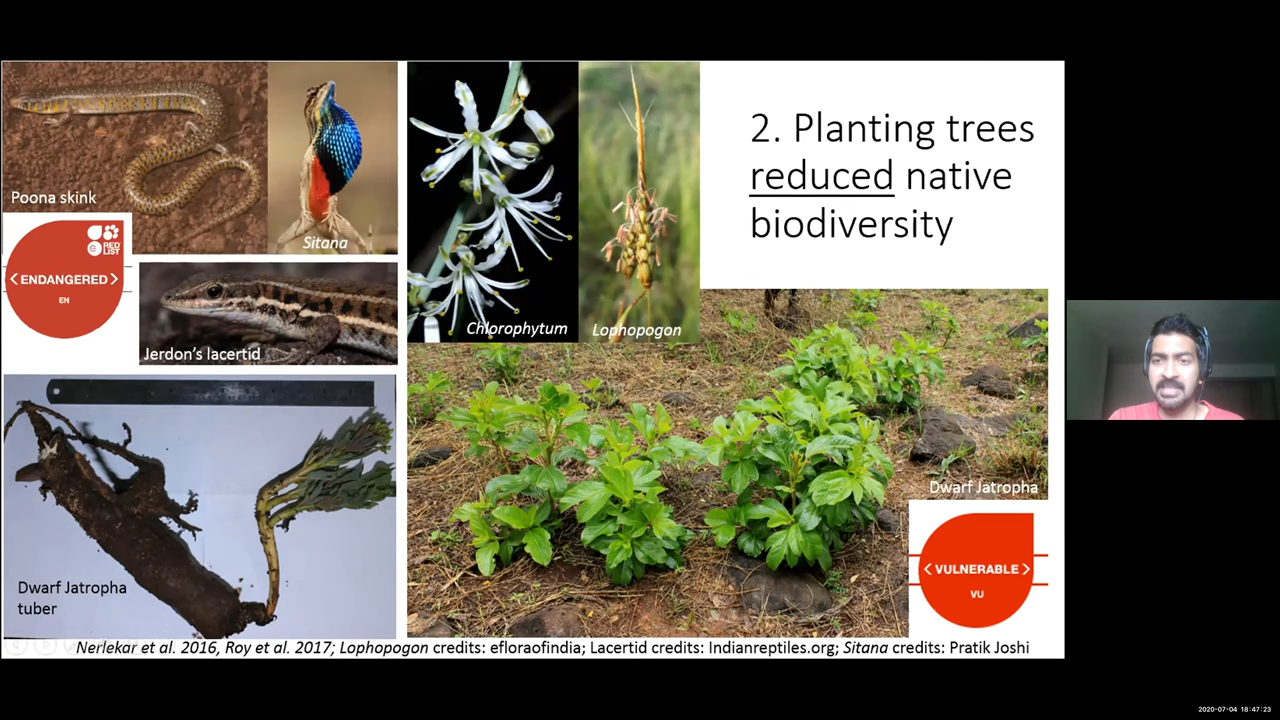 2. Planting trees
reduced native
biodiversity
Poona skink
Sitana
RED
LIST
<ENDANGERED>
EN
Jerdon's lacertid
Chlorophytum
Lophopogon
Dwarf Jatropha
tuber
Dwarf Jatropha
<VULNERABLE>
VU
Nerlekar et al. 2016, Roy et al. 2017; Lophopogon credits: efloraofindia; Lacertid credits: Indianreptiles.org; Sitana credits: Pratik Joshi
2020-07-04 18:47:23